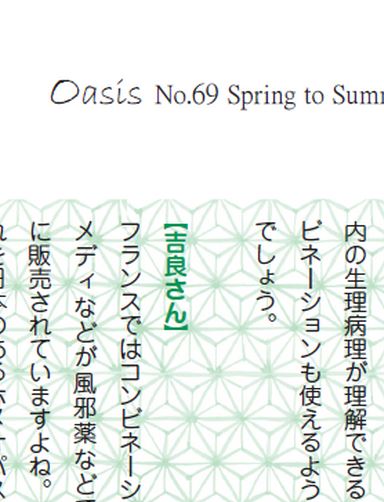 Oasis No.69 Spring to Sum
内の生理病理が理解できる
ビネーションも使えるよう
でしょう。
【吉良さん】
フランスではコンビネーシ
メディなどが風邪薬など
に販売されていますよね。